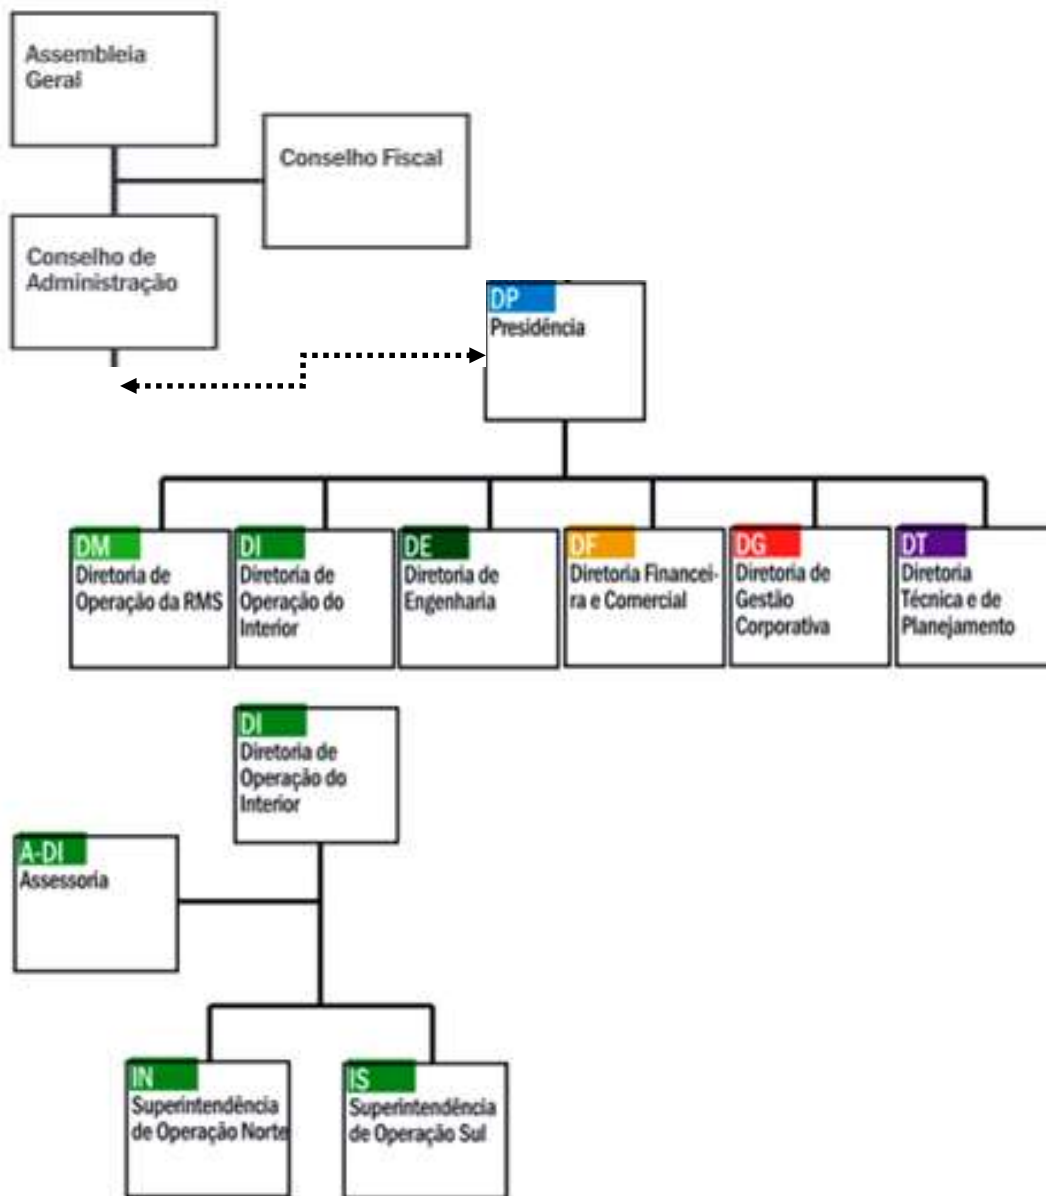 Assembleia
Geral
Conselho Fiscal
Conselho de
Administração
DP
Presidência
DM
Diretoria de
Operação da RMS
DI
Diretoria de
Operação do
Interior
DE
Diretoria de
Engenharia
DF
Diretoria Financei-
ra e Comercial
DG
Diretoria de
Gestão
Corporativa
DT
Diretoria
Técnica e de
Planejamento
DI
Diretoria de
Operação do
Interior
A-DI
Assessoria
IN
Superintendência
de Operação Norte
IS
Superintendência
de Operação Sul